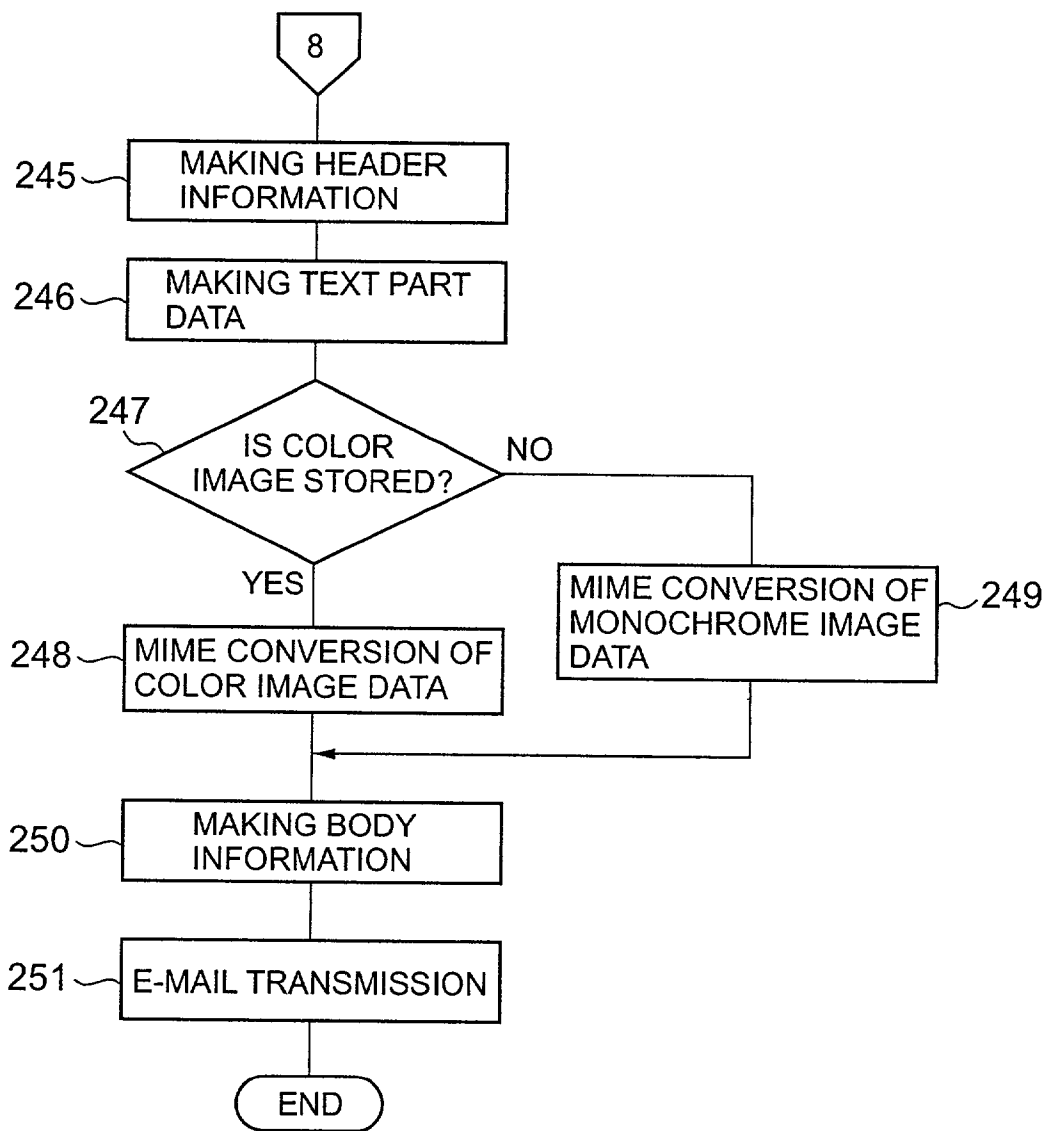 8
245
MAKING HEADER
INFORMATION
246
MAKING TEXT PART
DATA
247
IS COLOR
IMAGE STORED?
NO
YES
248
MIME CONVERSION OF
COLOR IMAGE DATA
MIME CONVERSION OF
MONOCHROME IMAGE
DATA
249
250
MAKING BODY
INFORMATION
251
E-MAIL TRANSMISSION
END